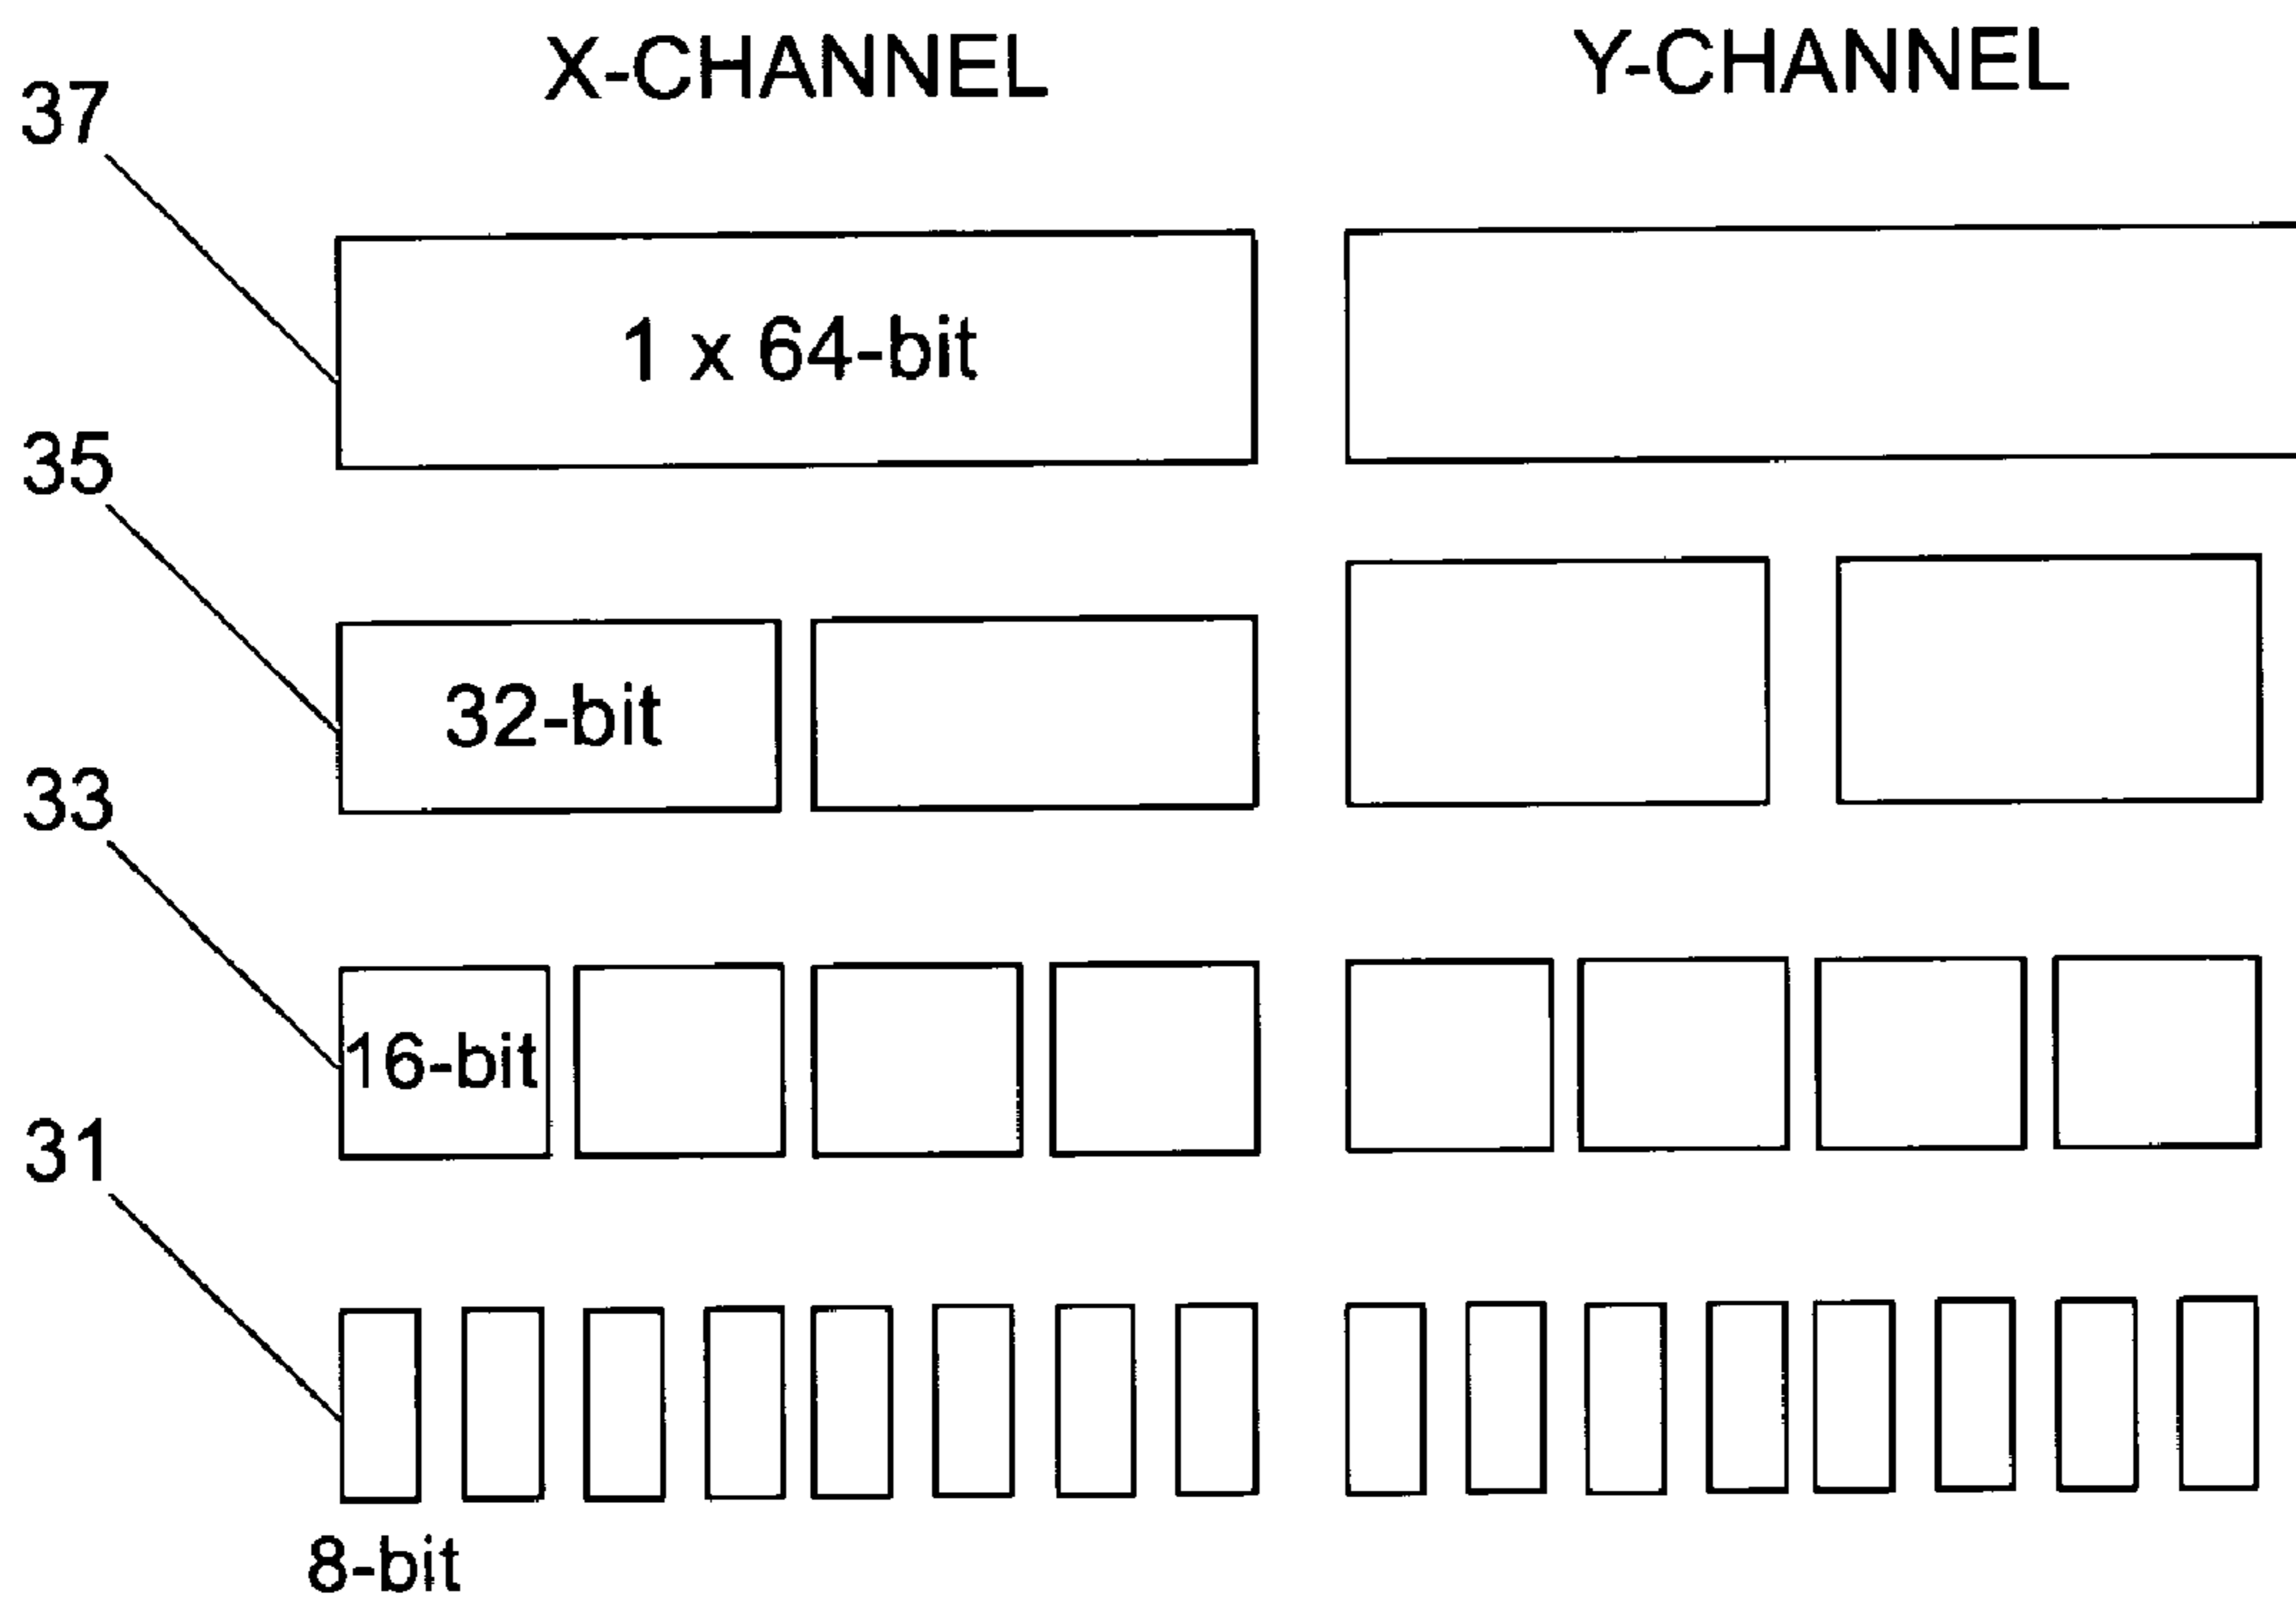 X-CHANNEL Y-CHANNEL
37
1 x 64-bit
35
32-bit
33
16-bit
31
8-bit